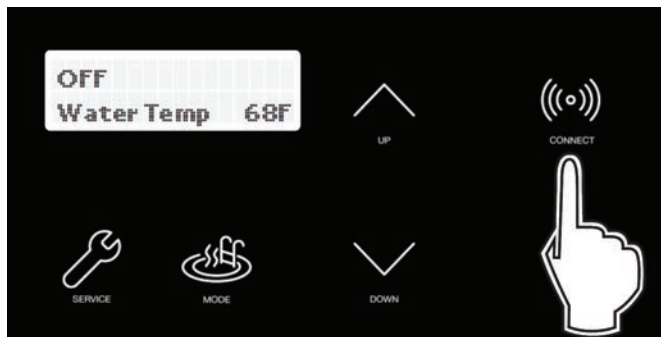 OFF
Water Temp 68F
UP
CONNECT
SERVICE
MODE
DOWN